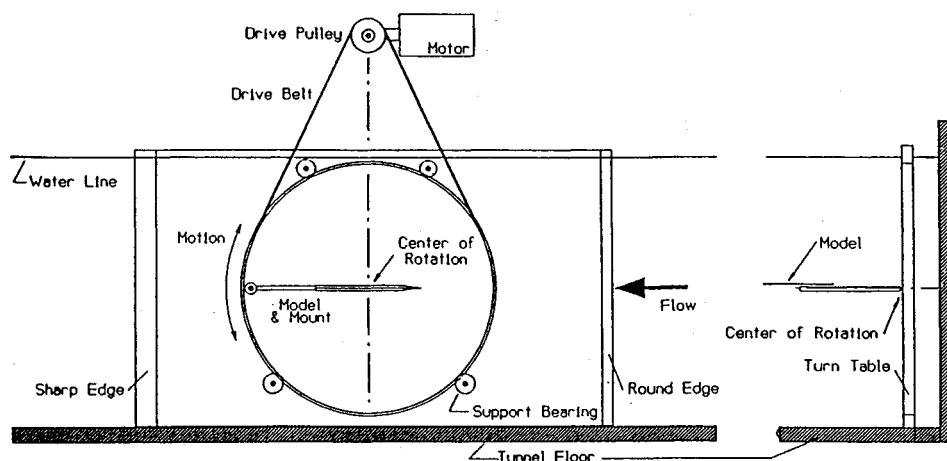 Drive Pulley
Motor
Drive Belt
Water Line
Motion
Center of
Rotation
Model
& Mount
Flow
Model
Center of Rotation
Turn Table
Sharp Edge
Round Edge
Support Bearing
Tunnel Floor